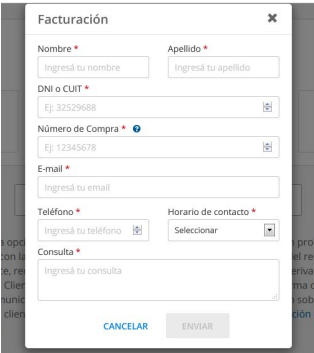 Facturación ✖
Nombre * Apellido *
Ingresá tu nombre Ingresá tu apellido
DNI o CUIT *
Ej: 32529688
Número de Compra * ?
Ej: 12345678
E-mail *
Ingresá tu email
Teléfono * Horario de contacto *
Ingresá tu teléfono Seleccionar
Consulta *
Ingresá tu consulta
CANCELAR ENVIAR